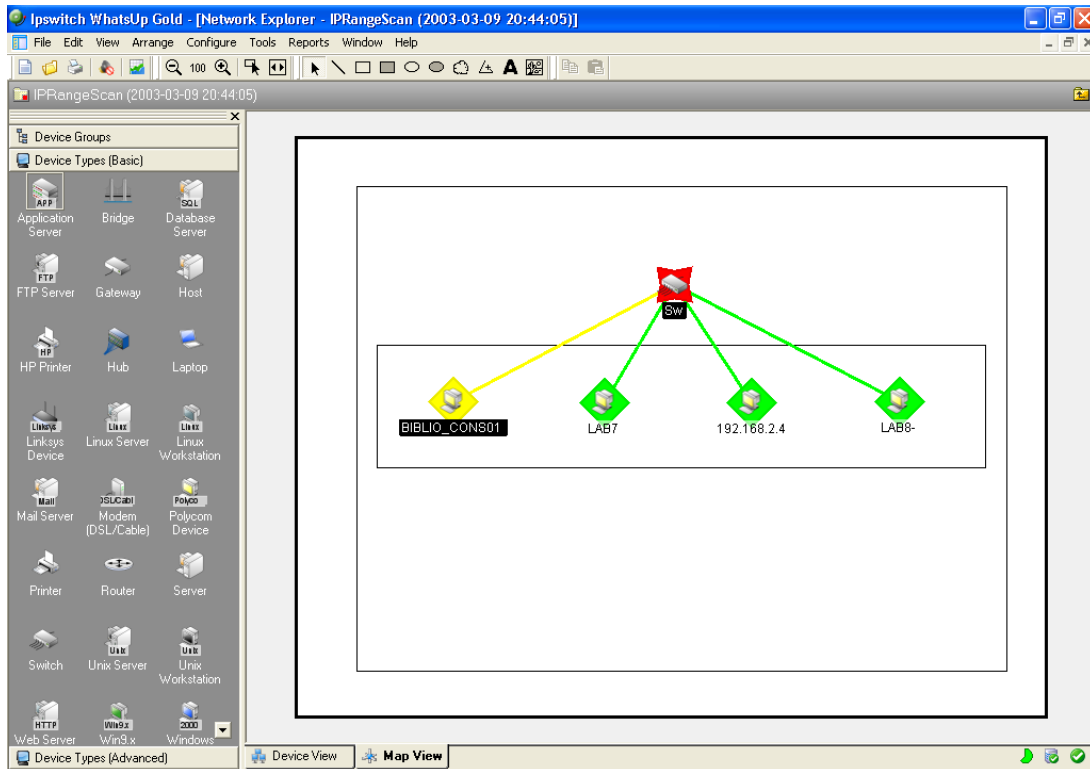 Ipswitch WhatsUp Gold - [Network Explorer - IPRangeScan (2003-03-09 20:44:05)]
File Edit View Arrange Configure Tools Reports Window Help
100
A
IPRangeScan (2003-03-09 20:44:05)
Device Groups
Device Types (Basic)
APP
SQL
Application Server
Bridge
Database Server
FTP
FTP Server
Gateway
Host
HP
HP Printer
Hub
Laptop
Linksys
Linux
Linux
Linksys Device
Linux Server
Linux Workstation
Mail
DSL/Cabl
Polyco
Mail Server
Modem (DSL/Cable)
Polycom Device
Printer
Router
Server
Unix
Unix
Switch
Unix Server
Unix Workstation
HTTP
Win9.x
2000
Web Server
Win9.x
Windows
Device Types (Advanced)
Sw
BIBLIO_CONS01
LAB7
192.168.2.4
LAB8-
Device View
Map View